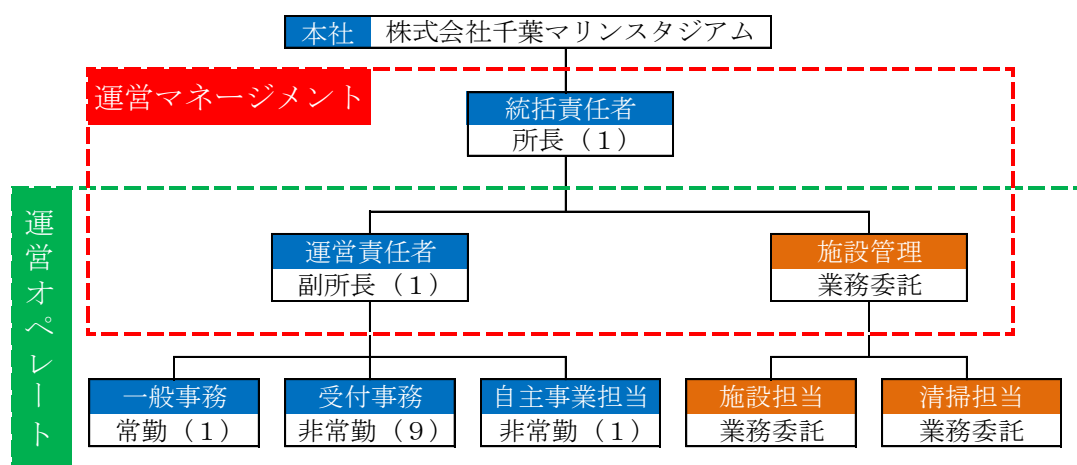 本社 株式会社千葉マリンスタジアム
運営マネージメント
統括責任者
所長（１）
運営オペレート
運営責任者
副所長（１）
施設管理
業務委託
一般事務
常勤（１）
受付事務
非常勤（９）
自主事業担当
非常勤（１）
施設担当
業務委託
清掃担当
業務委託